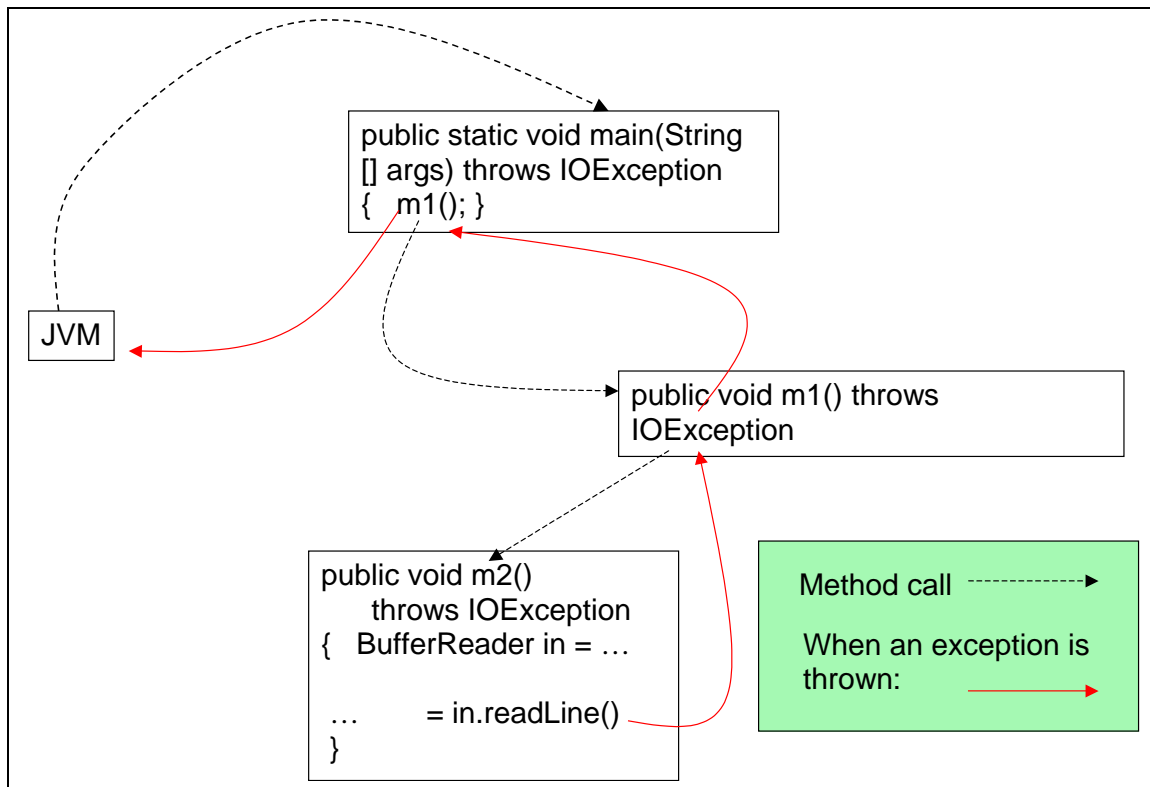 public static void main(String
[] args) throws IOException
{ m1(); }
JVM
public void m1() throws
IOException
public void m2()
throws IOException
{ BufferReader in = …
… = in.readLine()
}
Method call
When an exception is
thrown: